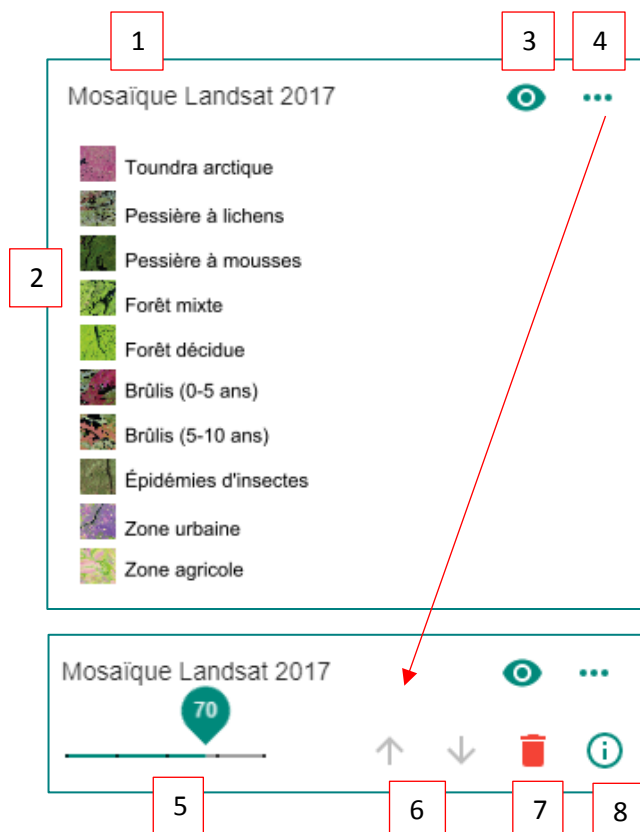 1
3
4
Mosaïque Landsat 2017
Toundra arctique
Pessière à lichens
2
Pessière à mousses
Forêt mixte
Forêt décidue
Brûlis (0-5 ans)
Brûlis (5-10 ans)
Épidémies d'insectes
Zone urbaine
Zone agricole
Mosaïque Landsat 2017
70
5
6
7
8